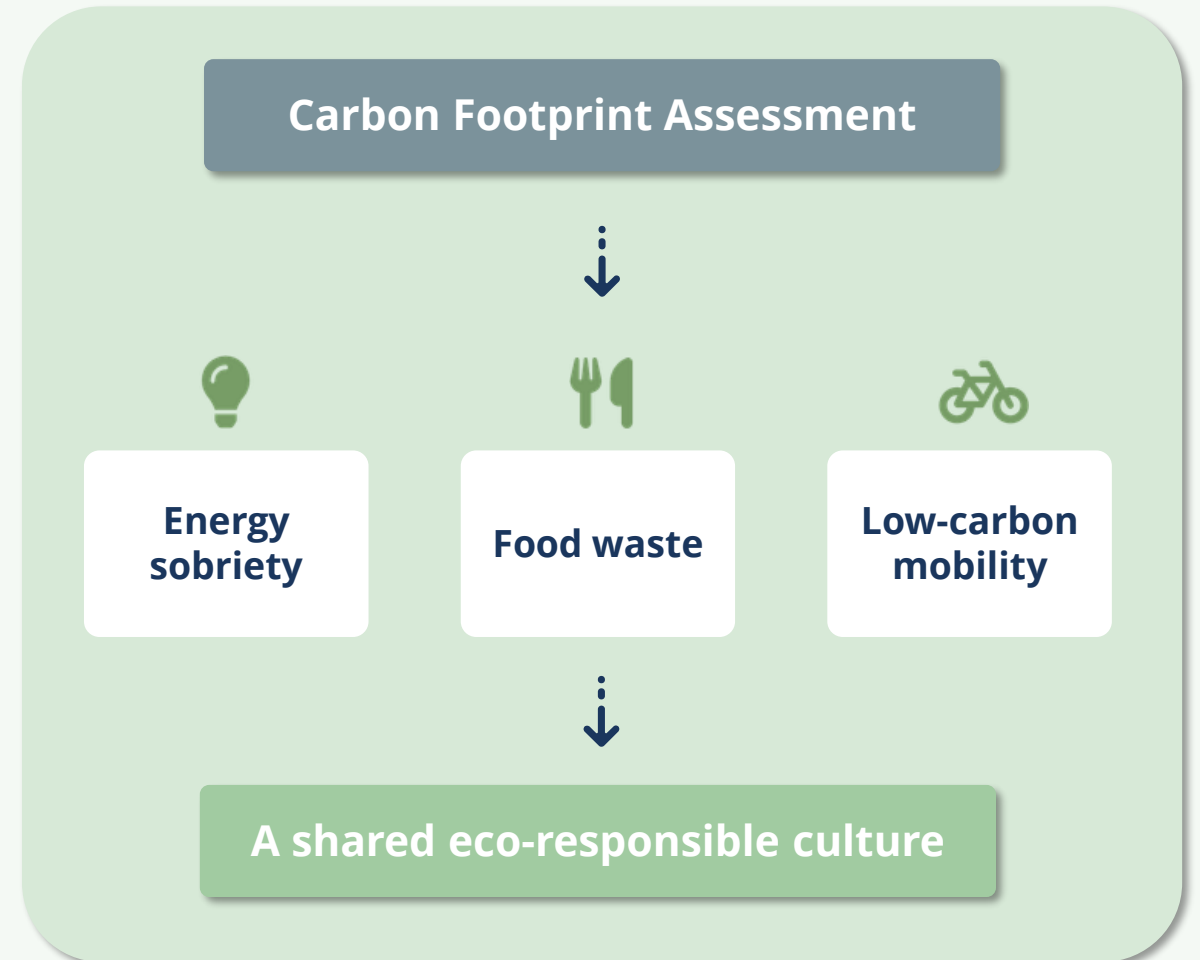 Carbon Footprint Assessment
Energy
sobriety
Food waste
Low-carbon
mobility
A shared eco-responsible culture